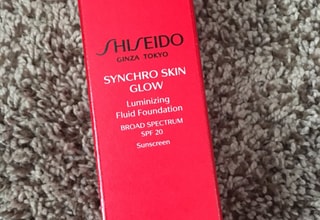 SHISEIDO
GINZA TOKYO
SYNCHRO SKIN
GLOW
Luminizing
Fluid Foundation
BROAD SPECTRUM
SPF 20
Sunscreen